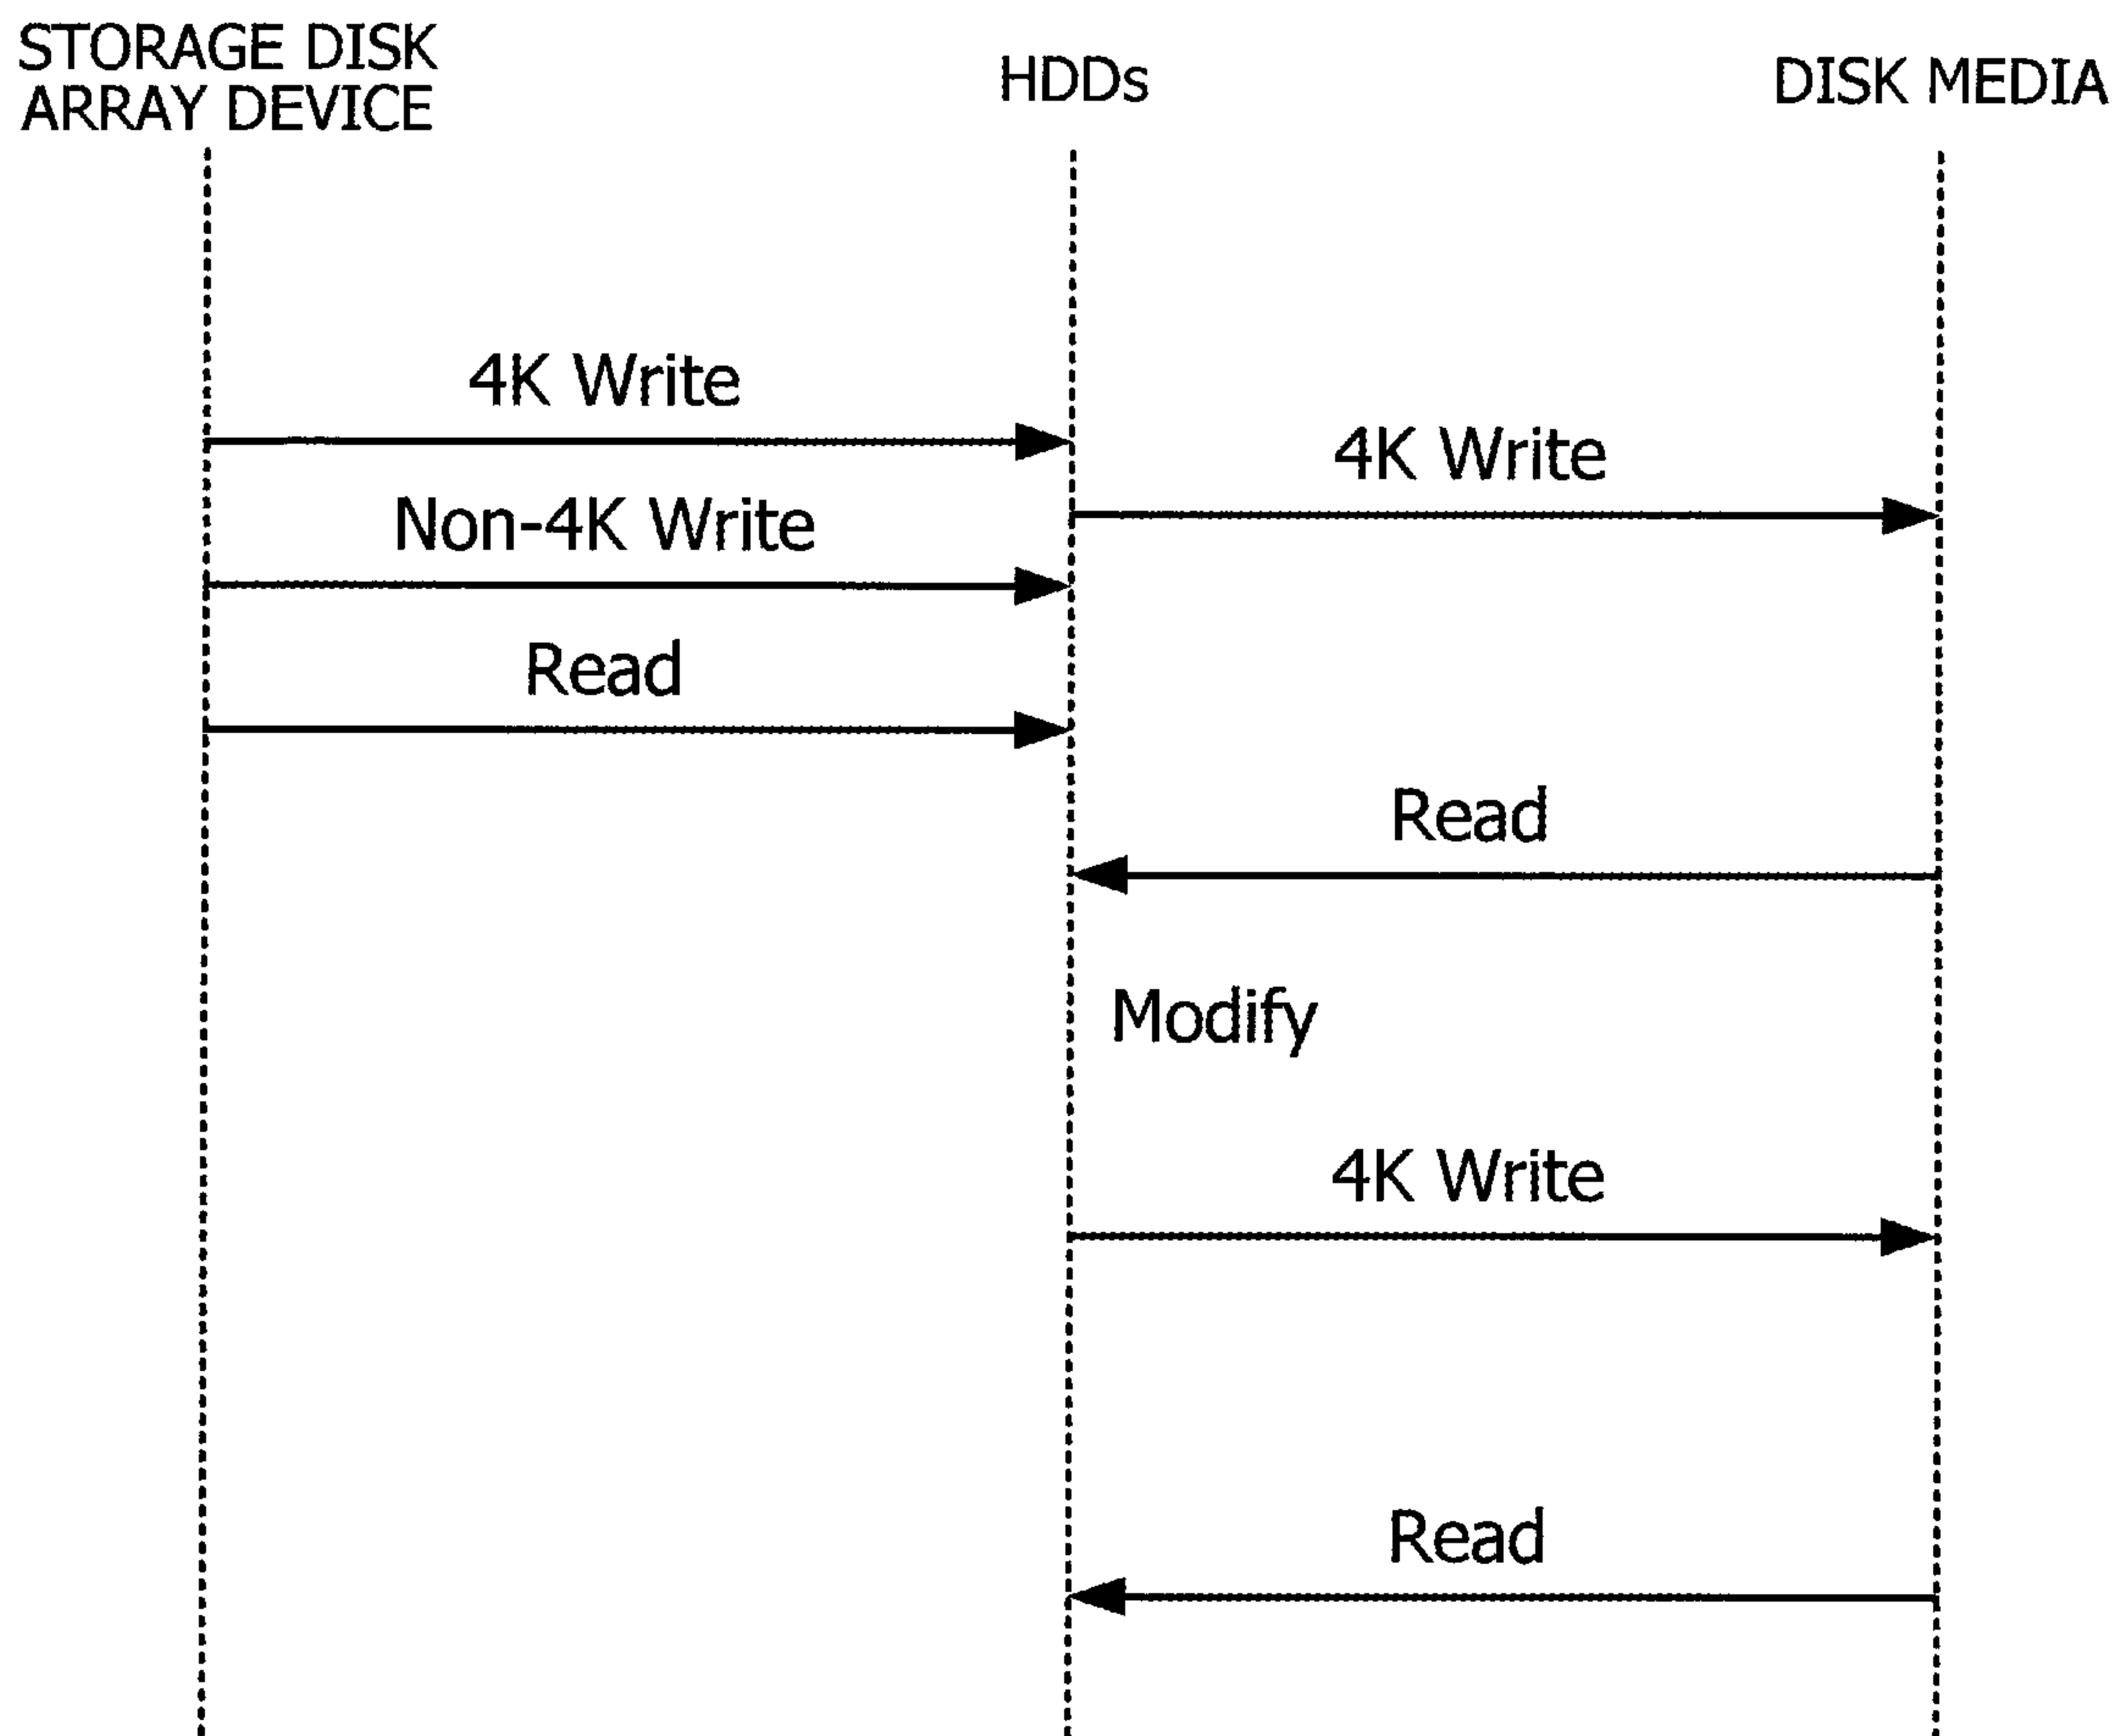 STORAGE DISK
ARRAY DEVICE
HDDs
DISK MEDIA
4K Write
4K Write
Non-4K Write
Read
Read
Modify
4K Write
Read